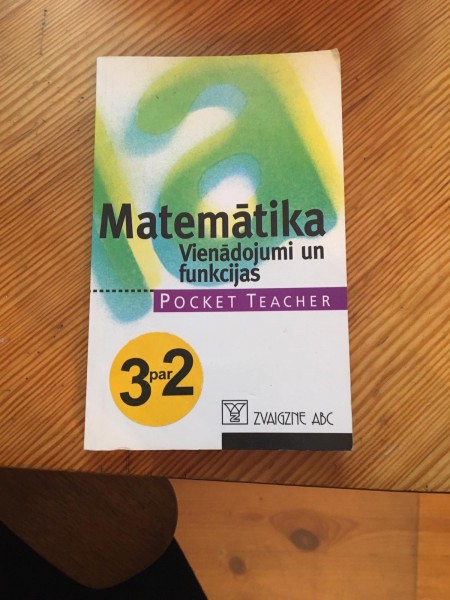 Matemātika
Vienādojumi un
funkcijas
POCKET TEACHER
3 par 2
ZVAIGZNE ABC